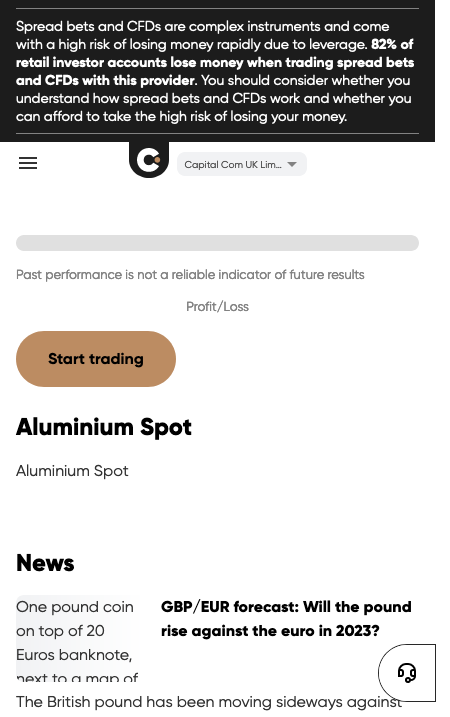 Spread bets and CFDs are complex instruments and come
with a high risk of losing money rapidly due to leverage. 82% of
retail investor accounts lose money when trading spread bets
and CFDs with this provider. You should consider whether you
understand how spread bets and CFDs work and whether you
can afford to take the high risk of losing your money.
Capital Com UK Lim...
Past performance is not a reliable indicator of future results
Profit/Loss
Start trading
Aluminium Spot
Aluminium Spot
News
One pound coin
on top of 20
Euros banknote,
next to a map of
GBP/EUR forecast: Will the pound
rise against the euro in 2023?
The British pound has been moving sideways against